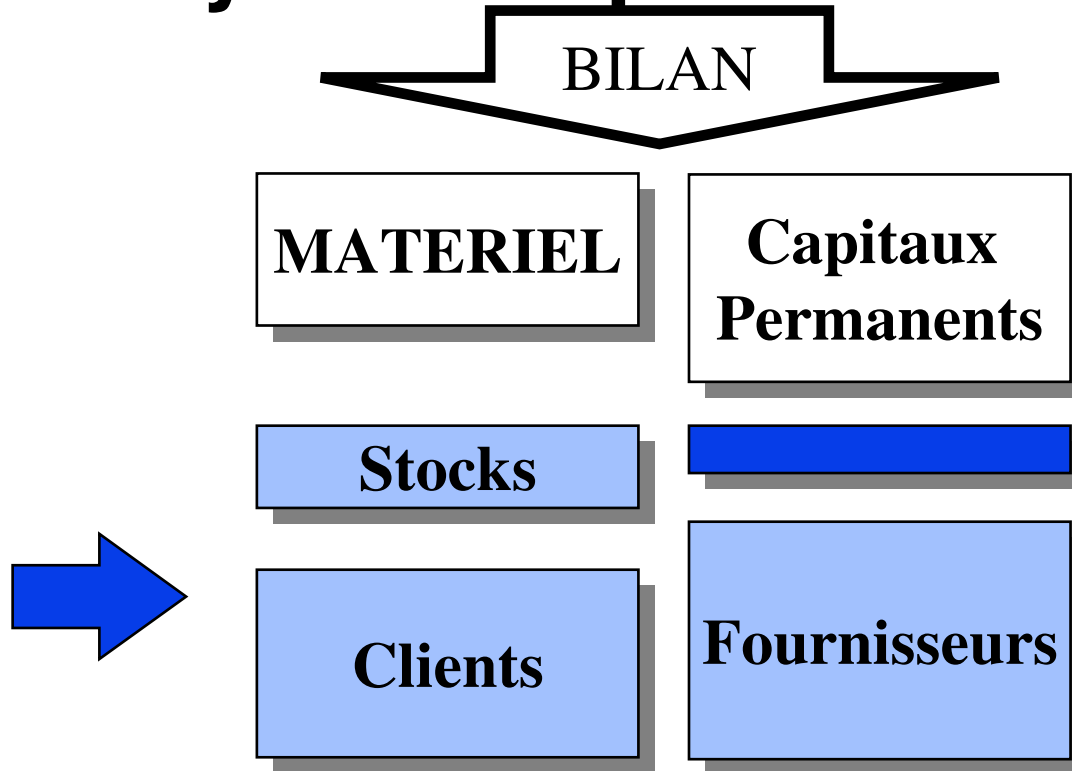 BILAN
MATERIEL
Capitaux
Permanents
Stocks
Clients
Fournisseurs